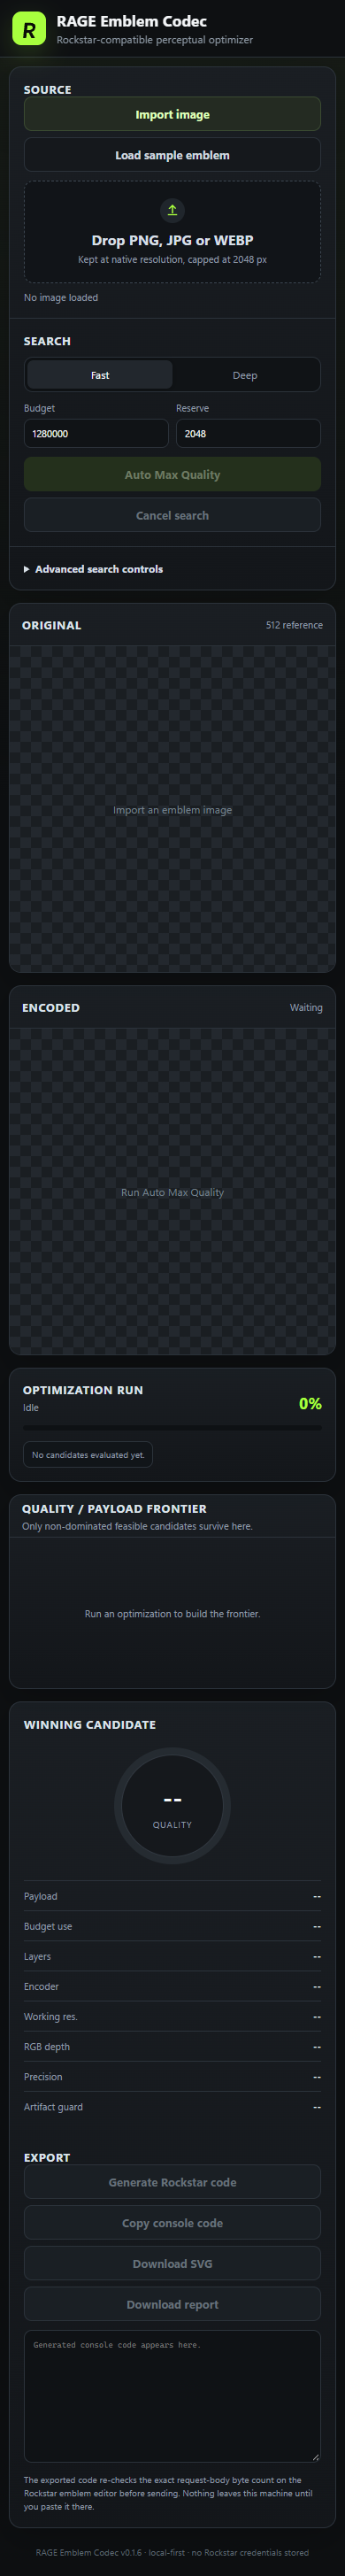 R
RAGE Emblem Codec
Rockstar-compatible perceptual optimizer
SOURCE
Import image
Load sample emblem
Drop PNG, JPG or WEBP
Kept at native resolution, capped at 2048 px
No image loaded
SEARCH
Fast
Deep
Budget
Reserve
1280000
2048
Auto Max Quality
Cancel search
Advanced search controls
ORIGINAL
512 reference
Import an emblem image
ENCODED
Waiting
Run Auto Max Quality
OPTIMIZATION RUN
Idle
0%
No candidates evaluated yet.
QUALITY / PAYLOAD FRONTIER
Only non-dominated feasible candidates survive here.
Run an optimization to build the frontier.
WINNING CANDIDATE
--
QUALITY
Payload --
Budget use --
Layers --
Encoder --
Working res. --
RGB depth --
Precision --
Artifact guard --
EXPORT
Generate Rockstar code
Copy console code
Download SVG
Download report
Generated console code appears here.
The exported code re-checks the exact request-body byte count on the
Rockstar emblem editor before sending. Nothing leaves this machine until
you paste it there.
RAGE Emblem Codec v0.1.6 · local-first · no Rockstar credentials stored